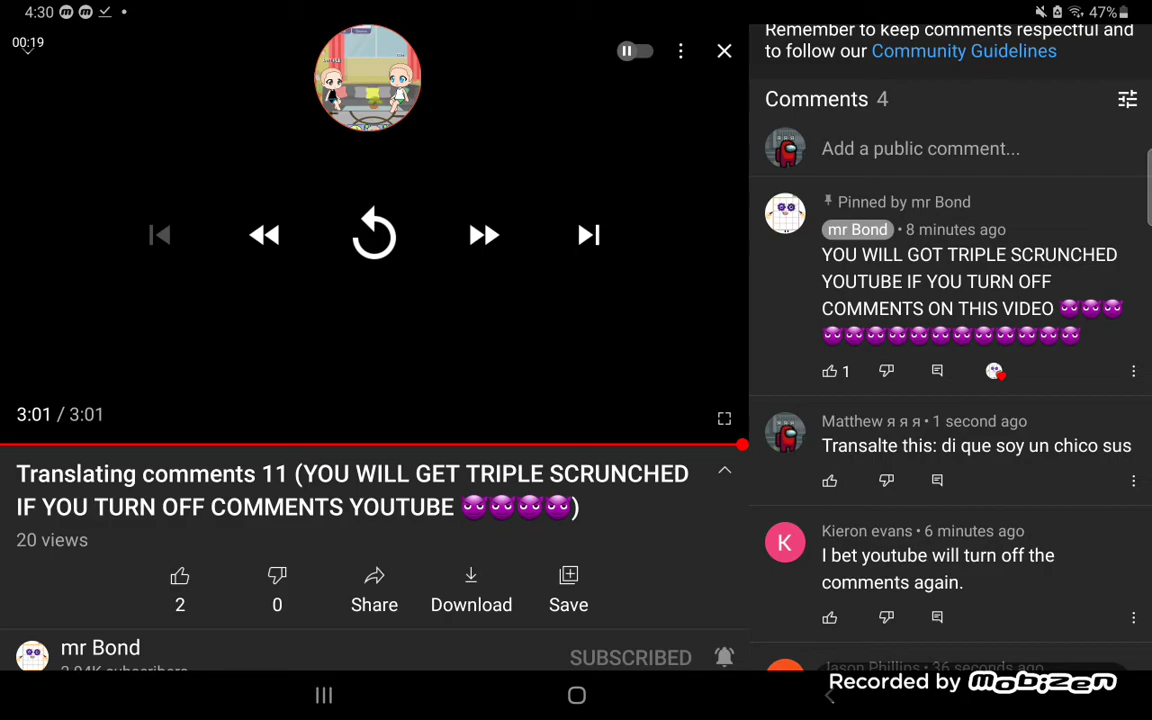 4:30
47%
00:19
Remember to keep comments respectful and
to follow our Community Guidelines
Comments 4
Add a public comment...
Pinned by mr Bond
mr Bond • 8 minutes ago
YOU WILL GOT TRIPLE SCRUNCHED
YOUTUBE IF YOU TURN OFF
COMMENTS ON THIS VIDEO 😈😈😈
😈😈😈😈😈😈😈😈😈😈😈😈
1
3:01 / 3:01
Matthew я я я • 1 second ago
Transalte this: di que soy un chico sus
Translating comments 11 (YOU WILL GET TRIPLE SCRUNCHED
IF YOU TURN OFF COMMENTS YOUTUBE 😈😈😈😈)
20 views
Kieron evans • 6 minutes ago
K
I bet youtube will turn off the
comments again.
2
0
Share
Download
Save
mr Bond
SUBSCRIBED
Jason Phillips • 36 seconds ago
Recorded by mobizen